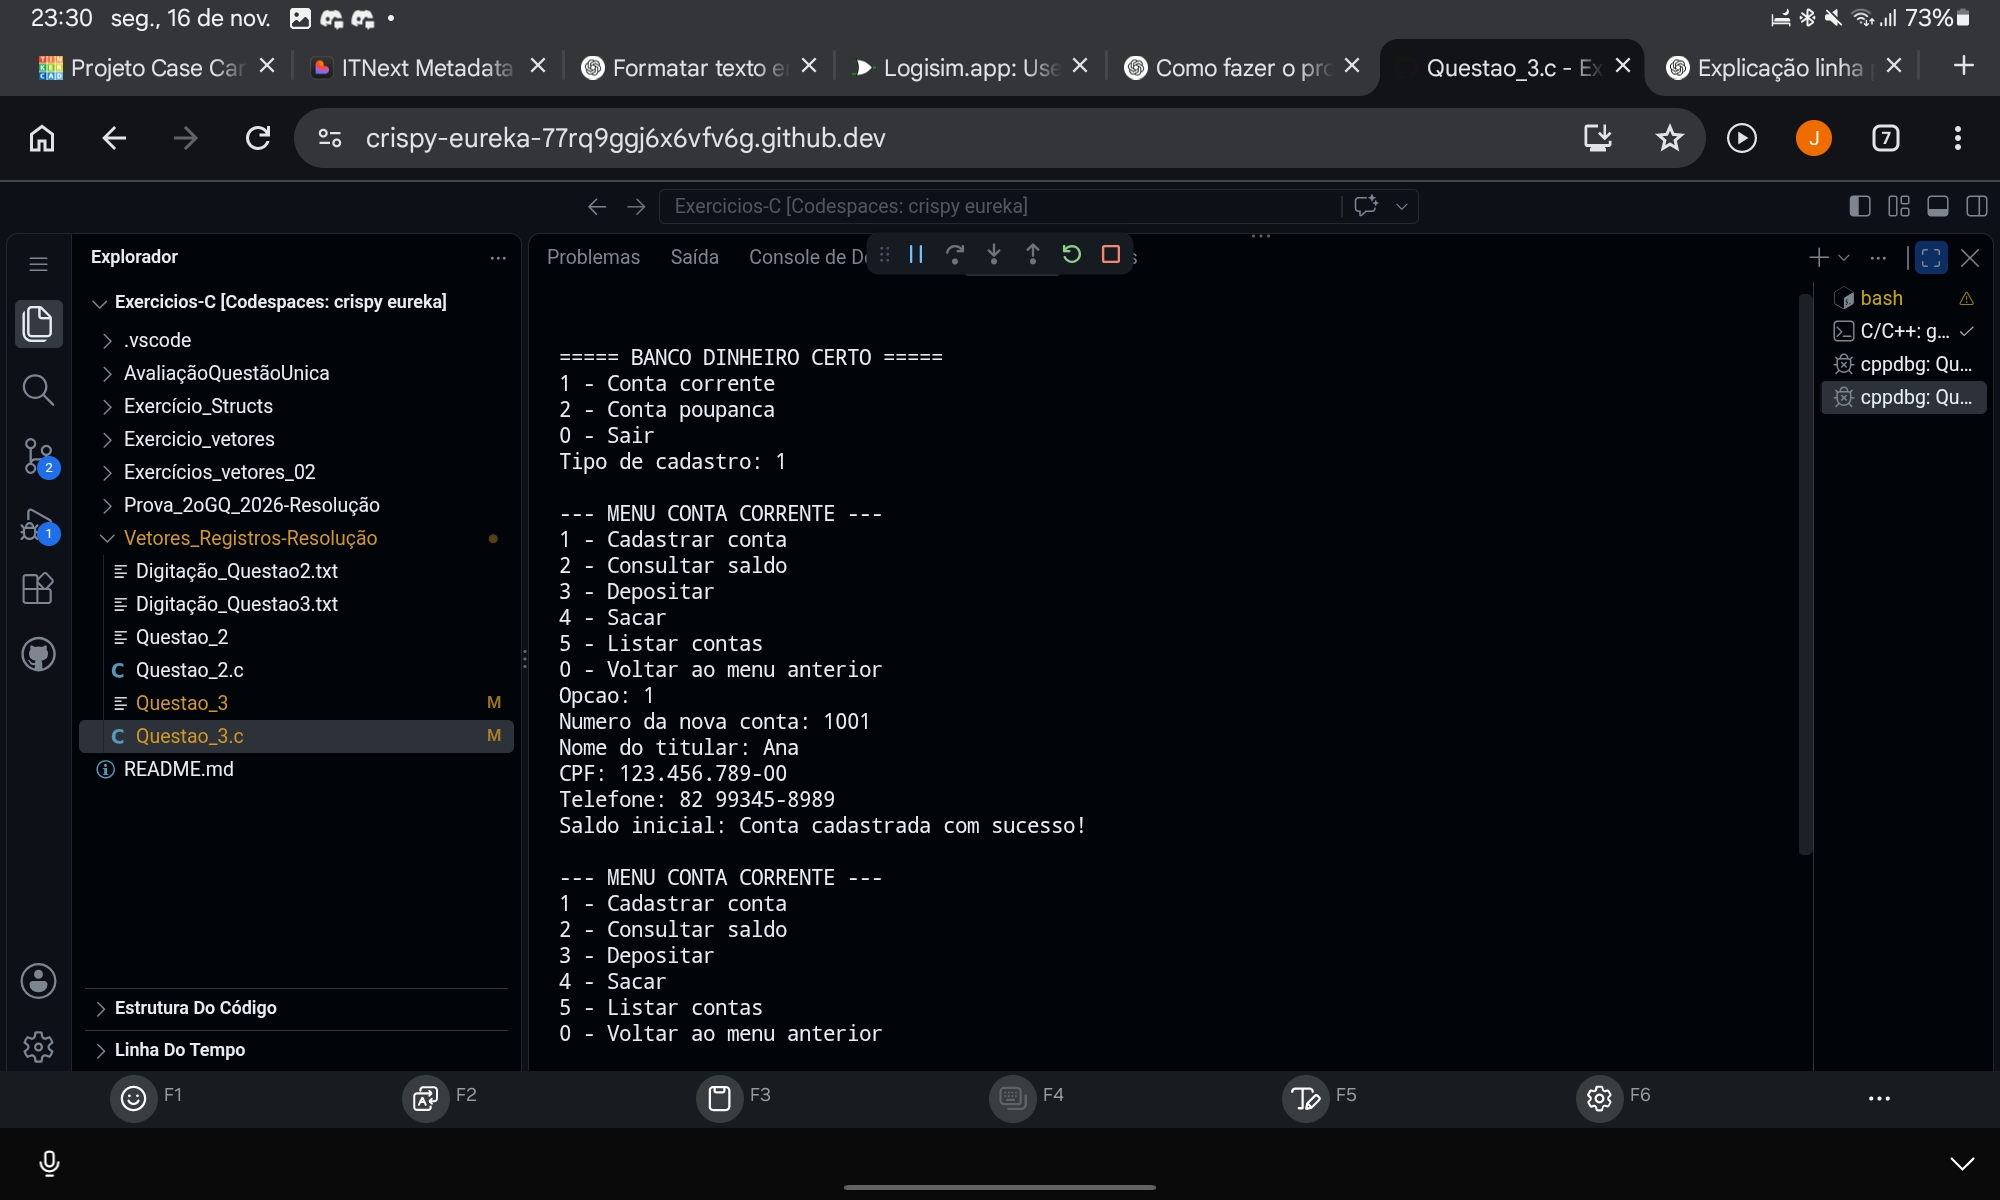 23:30 seg., 16 de nov.
73%
Projeto Case Car
ITNext Metadata
Formatar texto e
Logisim.app: Use
Como fazer o pro
Questao_3.c - Ex
Explicação linha
crispy-eureka-77rq9ggj6x6vfv6g.github.dev
J
7
Exercicios-C [Codespaces: crispy eureka]
Explorador
Exercicios-C [Codespaces: crispy eureka]
.vscode
AvaliaçãoQuestãoUnica
Exercício_Structs
Exercicio_vetores
Exercícios_vetores_02
Prova_2oGQ_2026-Resolução
Vetores_Registros-Resolução
Digitação_Questao2.txt
Digitação_Questao3.txt
Questao_2
Questao_2.c
Questao_3 M
Questao_3.c M
README.md
2
1
Estrutura Do Código
Linha Do Tempo
Problemas Saída Console de De s
===== BANCO DINHEIRO CERTO =====
1 - Conta corrente
2 - Conta poupanca
0 - Sair
Tipo de cadastro: 1
--- MENU CONTA CORRENTE ---
1 - Cadastrar conta
2 - Consultar saldo
3 - Depositar
4 - Sacar
5 - Listar contas
0 - Voltar ao menu anterior
Opcao: 1
Numero da nova conta: 1001
Nome do titular: Ana
CPF: 123.456.789-00
Telefone: 82 99345-8989
Saldo inicial: Conta cadastrada com sucesso!
--- MENU CONTA CORRENTE ---
1 - Cadastrar conta
2 - Consultar saldo
3 - Depositar
4 - Sacar
5 - Listar contas
0 - Voltar ao menu anterior
bash
C/C++: g...
cppdbg: Qu...
cppdbg: Qu...
F1 F2 F3 F4 F5 F6